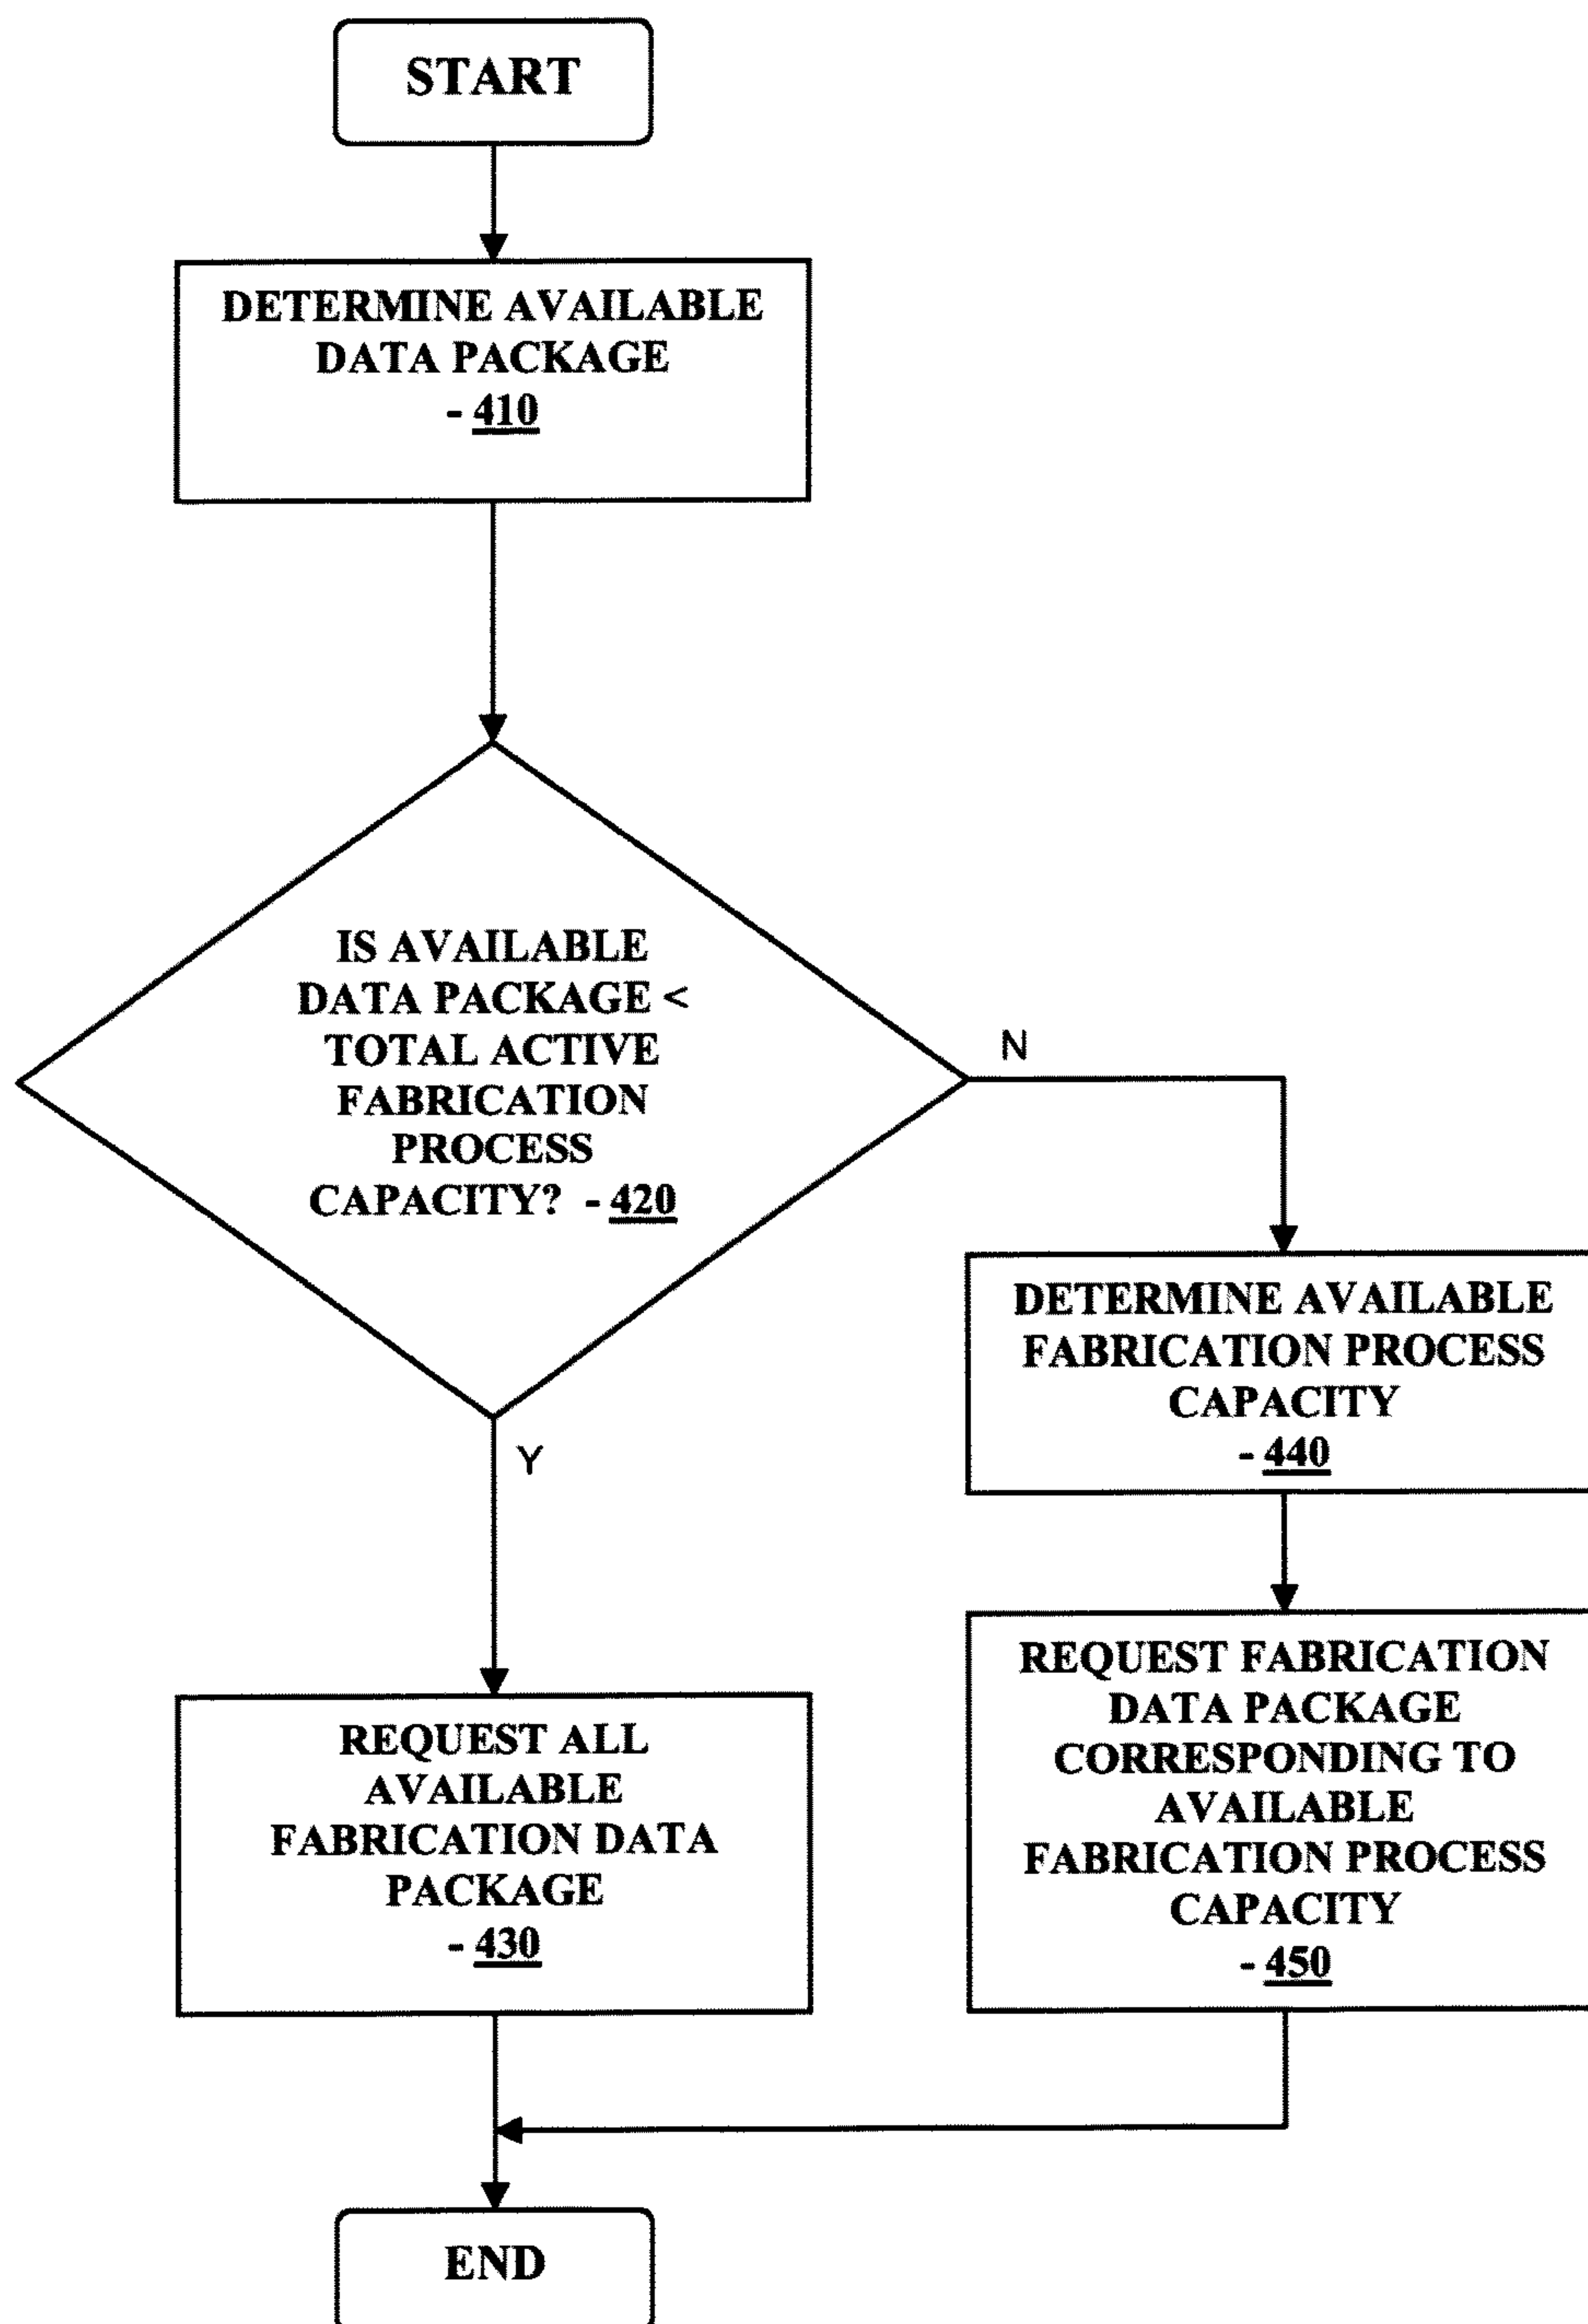 START
DETERMINE AVAILABLE
DATA PACKAGE
- 410
IS AVAILABLE
DATA PACKAGE <
TOTAL ACTIVE
FABRICATION
PROCESS
CAPACITY? - 420
N
Y
DETERMINE AVAILABLE
FABRICATION PROCESS
CAPACITY
- 440
REQUEST ALL
AVAILABLE
FABRICATION DATA
PACKAGE
- 430
REQUEST FABRICATION
DATA PACKAGE
CORRESPONDING TO
AVAILABLE
FABRICATION PROCESS
CAPACITY
- 450
END